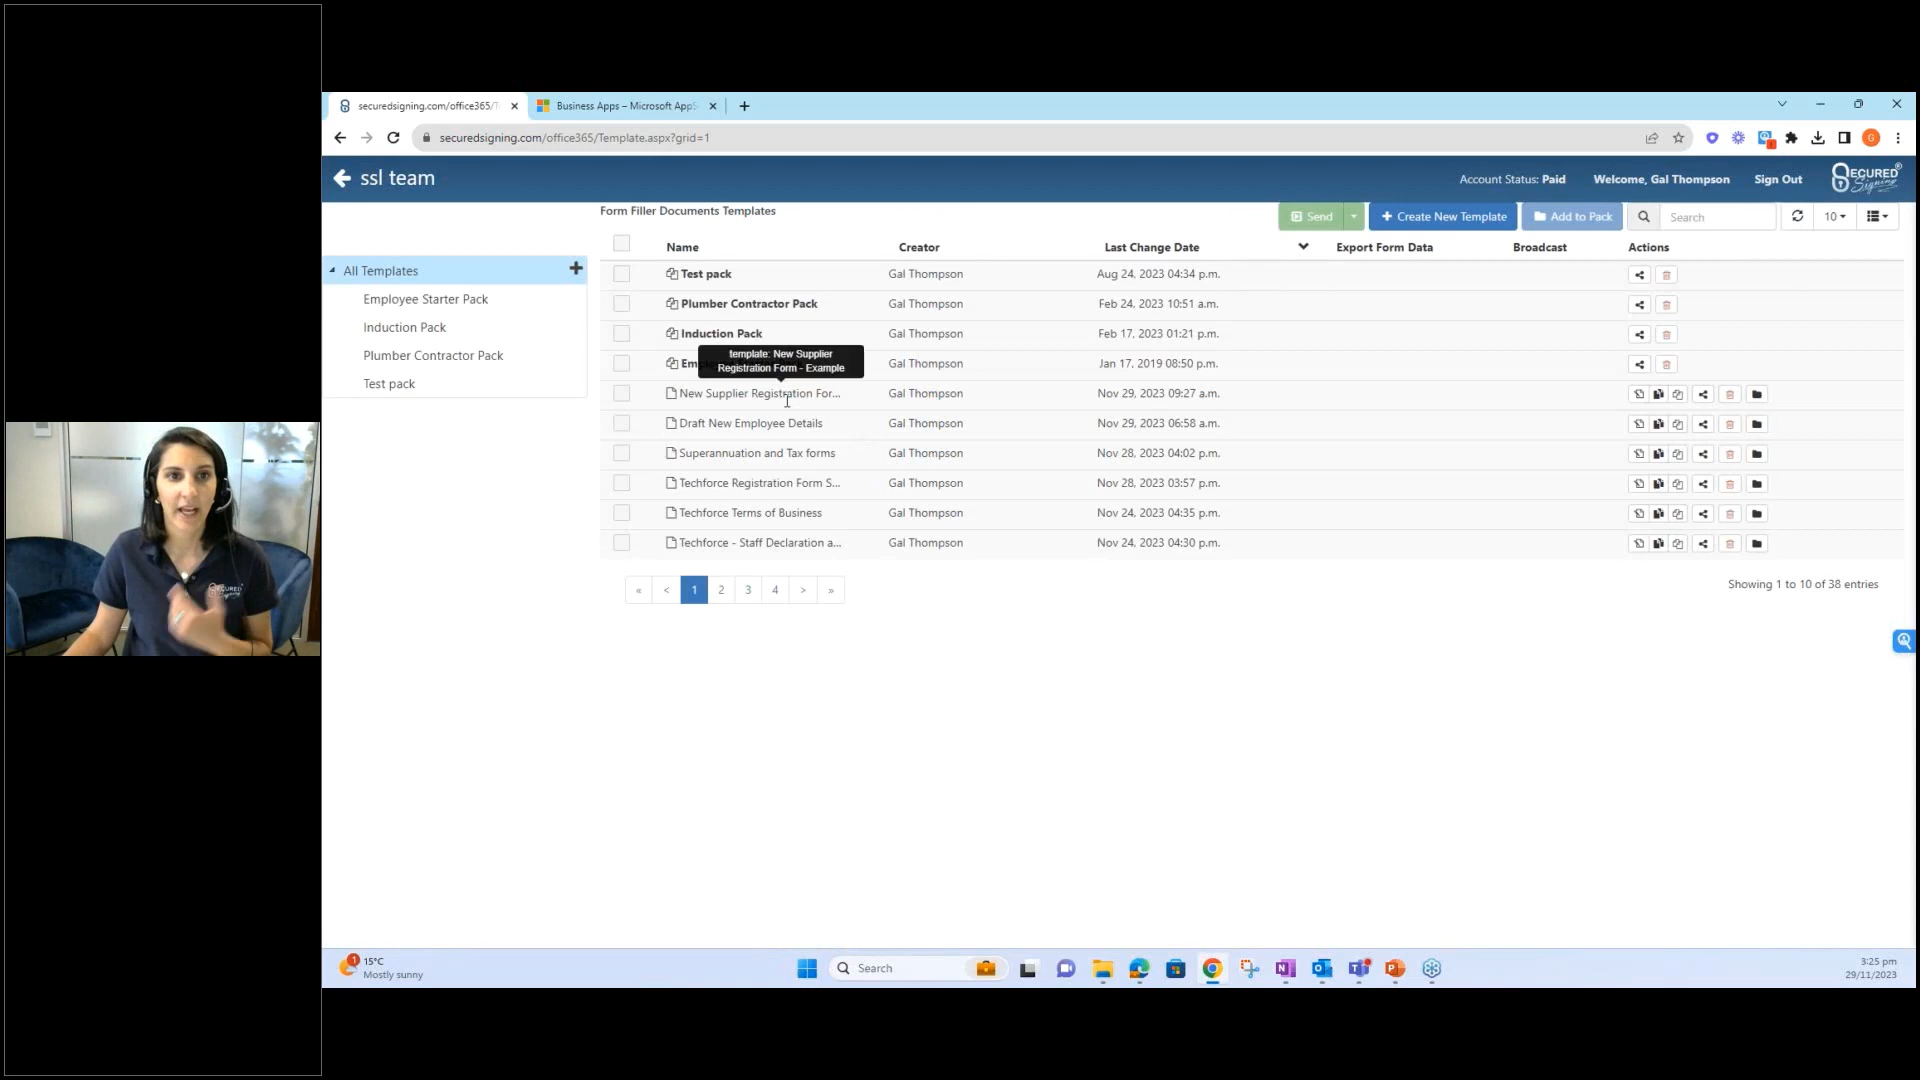 securedsigning.com/office365/T
Business Apps – Microsoft AppS
securedsigning.com/office365/Template.aspx?grid=1
ssl team
Account Status: Paid
Welcome, Gal Thompson
Sign Out
SECURED
Signing
Form Filler Documents Templates
Send
Create New Template
Add to Pack
Search
10
All Templates
Employee Starter Pack
Induction Pack
Plumber Contractor Pack
Test pack
Name Creator Last Change Date Export Form Data Broadcast Actions
Test pack Gal Thompson Aug 24, 2023 04:34 p.m.
Plumber Contractor Pack Gal Thompson Feb 24, 2023 10:51 a.m.
Induction Pack Gal Thompson Feb 17, 2023 01:21 p.m.
template: New Supplier
Registration Form - Example
Gal Thompson Jan 17, 2019 08:50 p.m.
New Supplier Registration For... Gal Thompson Nov 29, 2023 09:27 a.m.
Draft New Employee Details Gal Thompson Nov 29, 2023 06:58 a.m.
Superannuation and Tax forms Gal Thompson Nov 28, 2023 04:02 p.m.
Techforce Registration Form S... Gal Thompson Nov 28, 2023 03:57 p.m.
Techforce Terms of Business Gal Thompson Nov 24, 2023 04:35 p.m.
Techforce - Staff Declaration a... Gal Thompson Nov 24, 2023 04:30 p.m.
« < 1 2 3 4 > »
Showing 1 to 10 of 38 entries
SECURED
1
15°C
Mostly sunny
Search
3:25 pm
29/11/2023